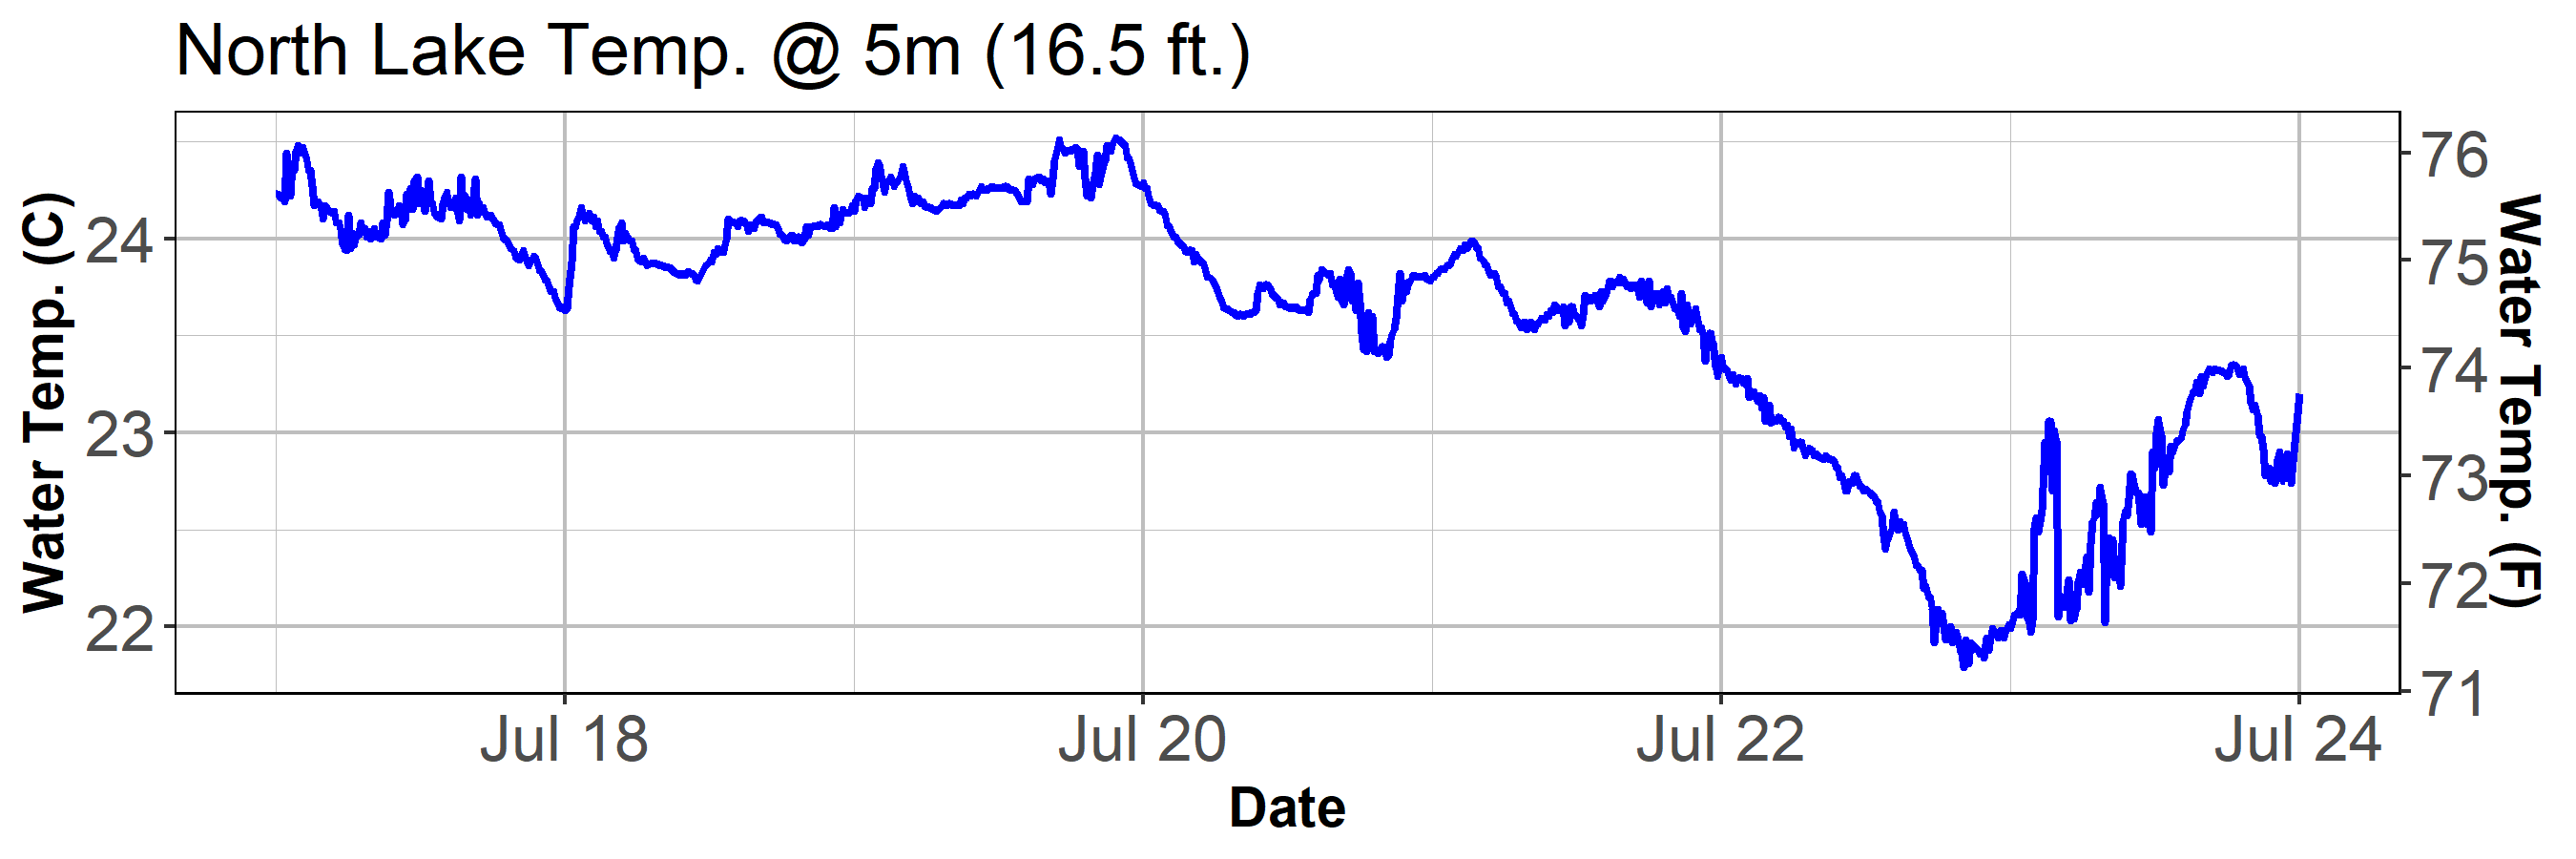 North Lake Temp. @ 5m (16.5 ft.)
Water Temp. (C)
24
23
22
76
75
74
73
72
71
Water Temp. (F)
Jul 18
Jul 20
Jul 22
Jul 24
Date